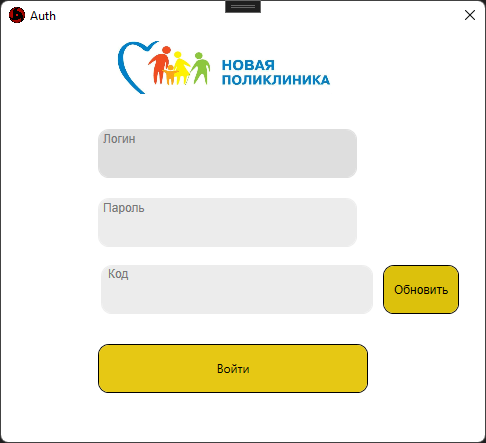 Auth
НОВАЯ
ПОЛИКЛИНИКА
Логин
Пароль
Код
Обновить
Войти